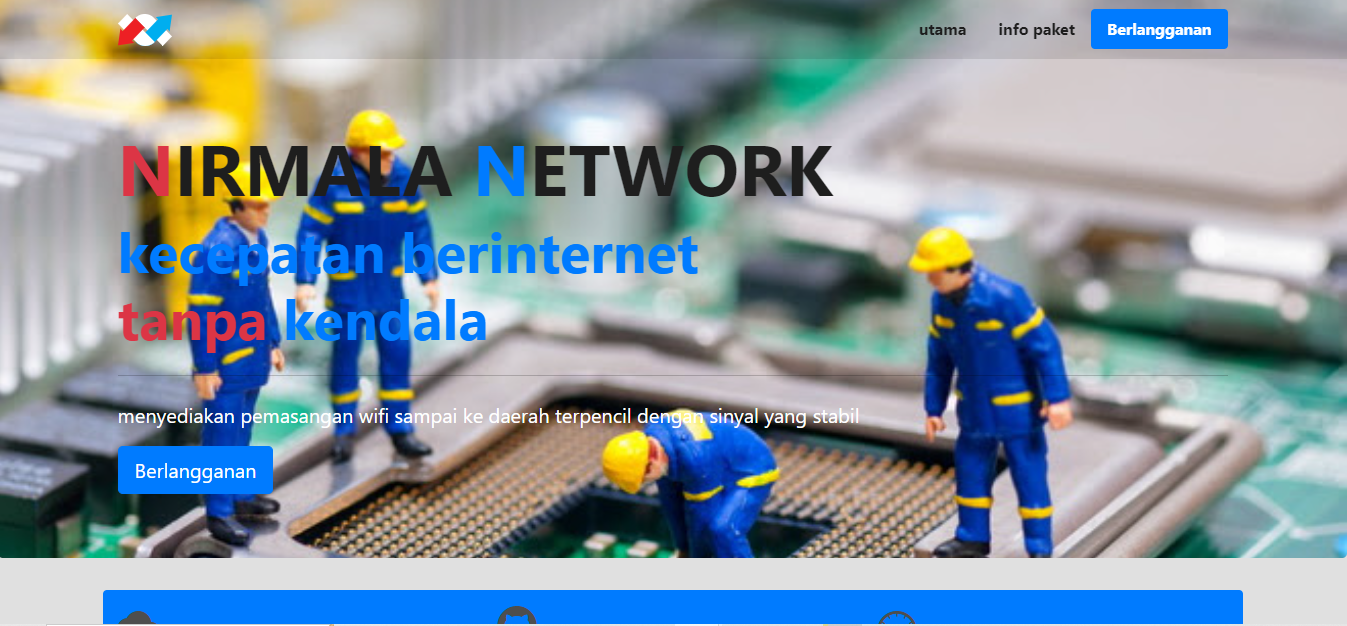 utama
info paket
Berlangganan
NIRMALA NETWORK
kecepatan berinternet
tanpa kendala
menyediakan pemasangan wifi sampai ke daerah terpencil dengan sinyal yang stabil
Berlangganan